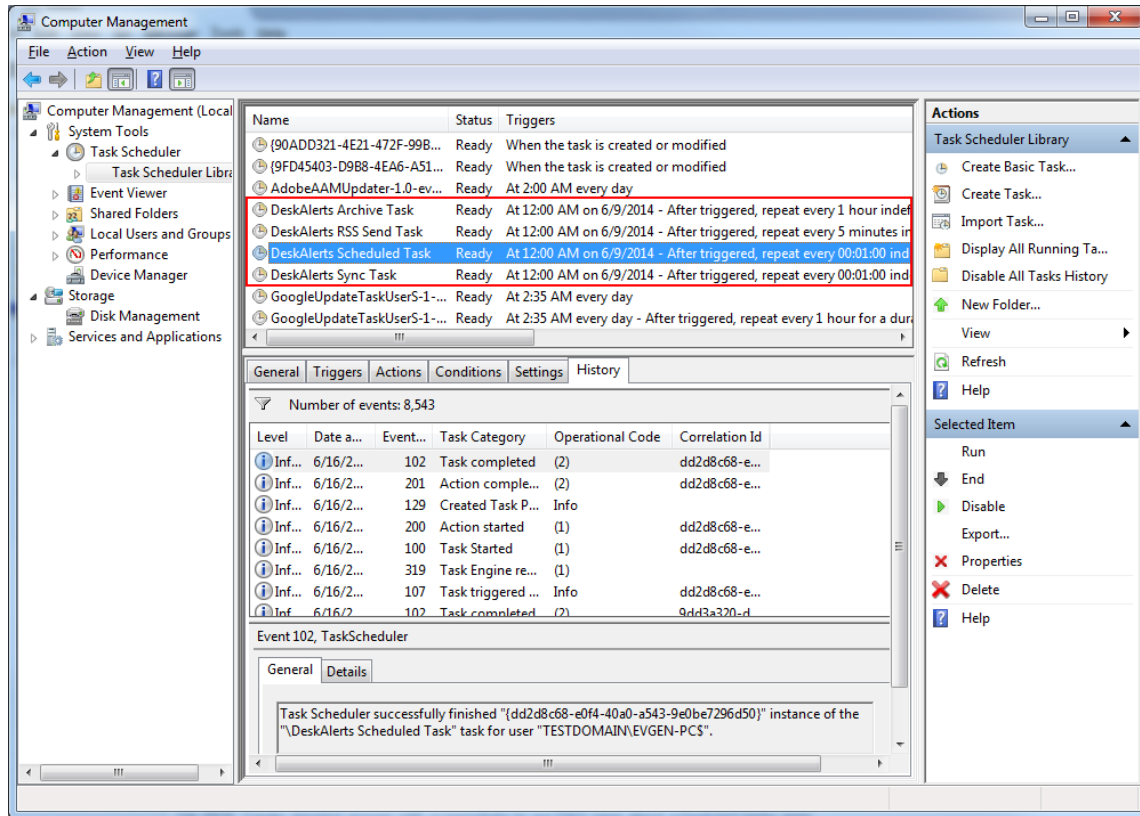 Computer Management
File Action View Help
Computer Management (Local
System Tools
Task Scheduler
Task Scheduler Libra
Event Viewer
Shared Folders
Local Users and Groups
Performance
Device Manager
Storage
Disk Management
Services and Applications
Name Status Triggers
{90ADD321-4E21-472F-99B... Ready When the task is created or modified
{9FD45403-D9B8-4EA6-A51... Ready When the task is created or modified
AdobeAAMUpdater-1.0-ev... Ready At 2:00 AM every day
DeskAlerts Archive Task Ready At 12:00 AM on 6/9/2014 - After triggered, repeat every 1 hour indef
DeskAlerts RSS Send Task Ready At 12:00 AM on 6/9/2014 - After triggered, repeat every 5 minutes in
DeskAlerts Scheduled Task Ready At 12:00 AM on 6/9/2014 - After triggered, repeat every 00:01:00 ind
DeskAlerts Sync Task Ready At 12:00 AM on 6/9/2014 - After triggered, repeat every 00:01:00 ind
GoogleUpdateTaskUserS-1-... Ready At 2:35 AM every day
GoogleUpdateTaskUserS-1-... Ready At 2:35 AM every day - After triggered, repeat every 1 hour for a dura
General Triggers Actions Conditions Settings History
Number of events: 8,543
Level Date a... Event... Task Category Operational Code Correlation Id
Inf... 6/16/2... 102 Task completed (2) dd2d8c68-e...
Inf... 6/16/2... 201 Action comple... (2) dd2d8c68-e...
Inf... 6/16/2... 129 Created Task P... Info
Inf... 6/16/2... 200 Action started (1) dd2d8c68-e...
Inf... 6/16/2... 100 Task Started (1) dd2d8c68-e...
Inf... 6/16/2... 319 Task Engine re... (1)
Inf... 6/16/2... 107 Task triggered ... Info dd2d8c68-e...
Inf... 6/16/2... 102 Task completed (2) 9dd3a320-d...
Event 102, TaskScheduler
General Details
Task Scheduler successfully finished "{dd2d8c68-e0f4-40a0-a543-9e0be7296d50}" instance of the
"\DeskAlerts Scheduled Task" task for user "TESTDOMAIN\EVGEN-PC$".
Actions
Task Scheduler Library
Create Basic Task...
Create Task...
Import Task...
Display All Running Ta...
Disable All Tasks History
New Folder...
View
Refresh
Help
Selected Item
Run
End
Disable
Export...
Properties
Delete
Help